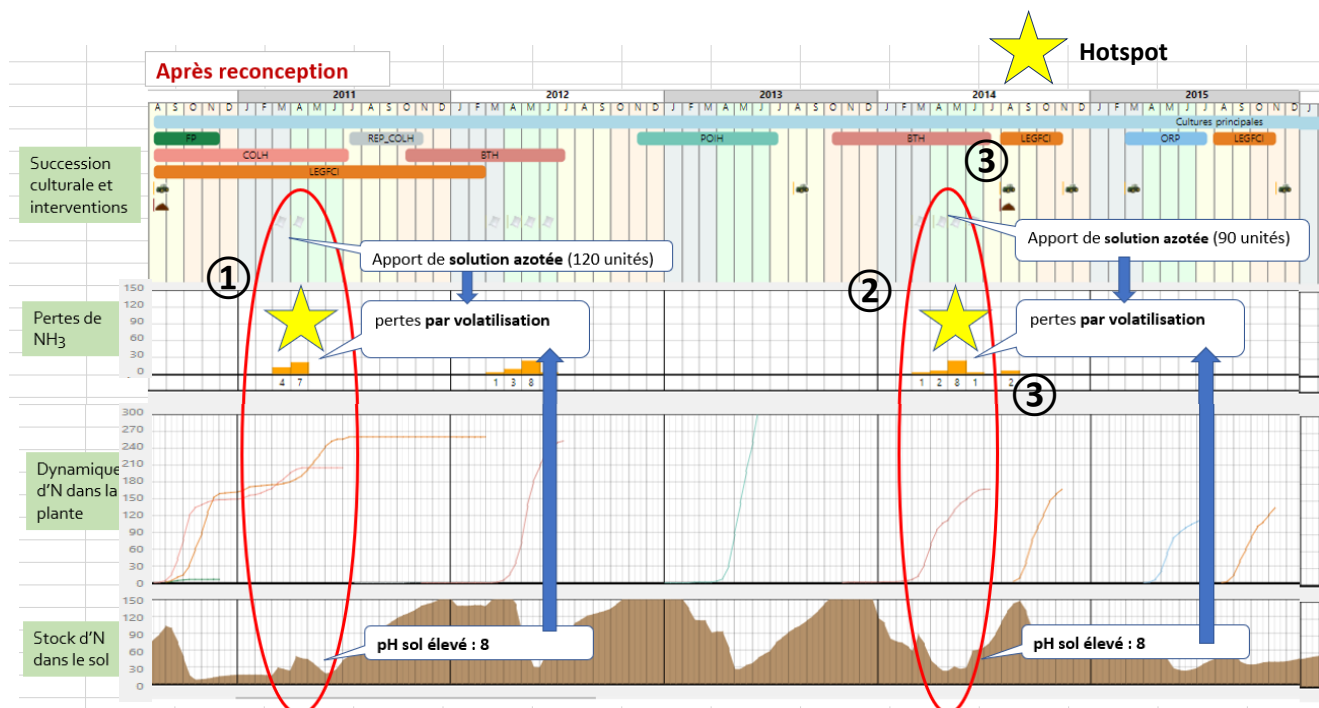 Hotspot
Après reconception
2011 2012 2013 2014 2015
A S O N D J F M A M J J A S O N D J F M A M J J A S O N D J F M A M J J A S O N D J F M A M J J A S O N D J F M A M J J A S O N D J
Cultures principales
FP REP_COLH POIH BTH LEGFCI ORP LEGFCI
COLH BTH
LEGFCI
Succession
culturale et
interventions
③
Apport de solution azotée (120 unités)
Apport de solution azotée (90 unités)
①
②
Pertes de
NH3
150
120
90
60
30
0
pertes par volatilisation
pertes par volatilisation
4 7 1 3 8 1 2 8 1 2
③
Dynamique
d'N dans la
plante
300
270
240
210
180
150
120
90
60
30
0
Stock d'N
dans le sol
150
120
90
60
30
0
pH sol élevé : 8
pH sol élevé : 8